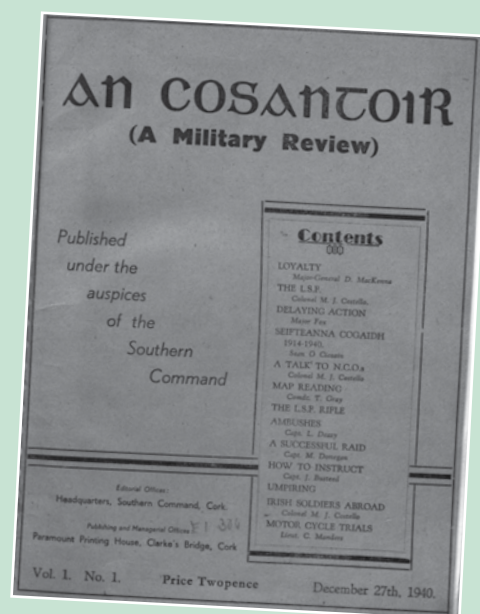 An Cosantoir
(A Military Review)
Published
under the
auspices
of the
Southern
Command
Contents
LOYALTY
Major-General D. MacKenna
THE L.S.F.
Colonel M. J. Costello.
DELAYING ACTION
Major Fox
SEIFTEANNA COGAIDH
1914-1940.
Sean O
A TALK TO N.C.O.s
Colonel M. J. Costello
MAP READING
Comdt. T. Gray
THE L.S.F. RIFLE
AMBUSHES
Capt. L. Deasy
A SUCCESSFUL RAID
Capt. M. Donegan
HOW TO INSTRUCT
Capt. J. Bustead
UMPIRING
IRISH SOLDIERS ABROAD
Colonel M. J. Costello
MOTOR CYCLE TRIALS
Lieut. C.
Editorial Offices:
Headquarters, Southern Command, Cork.
Publishing and Managerial Offices
Paramount Printing House, Clarke's Bridge, Cork
Vol. 1. No. 1. Price Twopence December 27th, 1940.